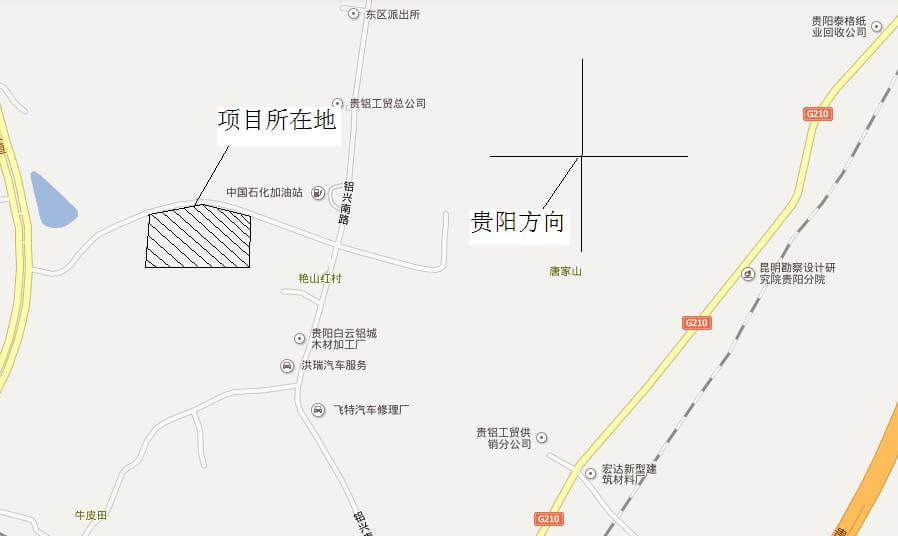 东区派出所
贵阳泰格纸
业回收公司
贵铝工贸总公司
项目所在地
G210
中国石化加油站
铝兴南路
贵阳方向
艳山红村
唐家山
昆明勘察设计研
究院贵阳分院
G210
贵阳白云铝城
木材加工厂
洪瑞汽车服务
飞特汽车修理厂
贵铝工贸供
销分公司
宏达新型建
筑材料厂
牛皮田
铝兴
G210